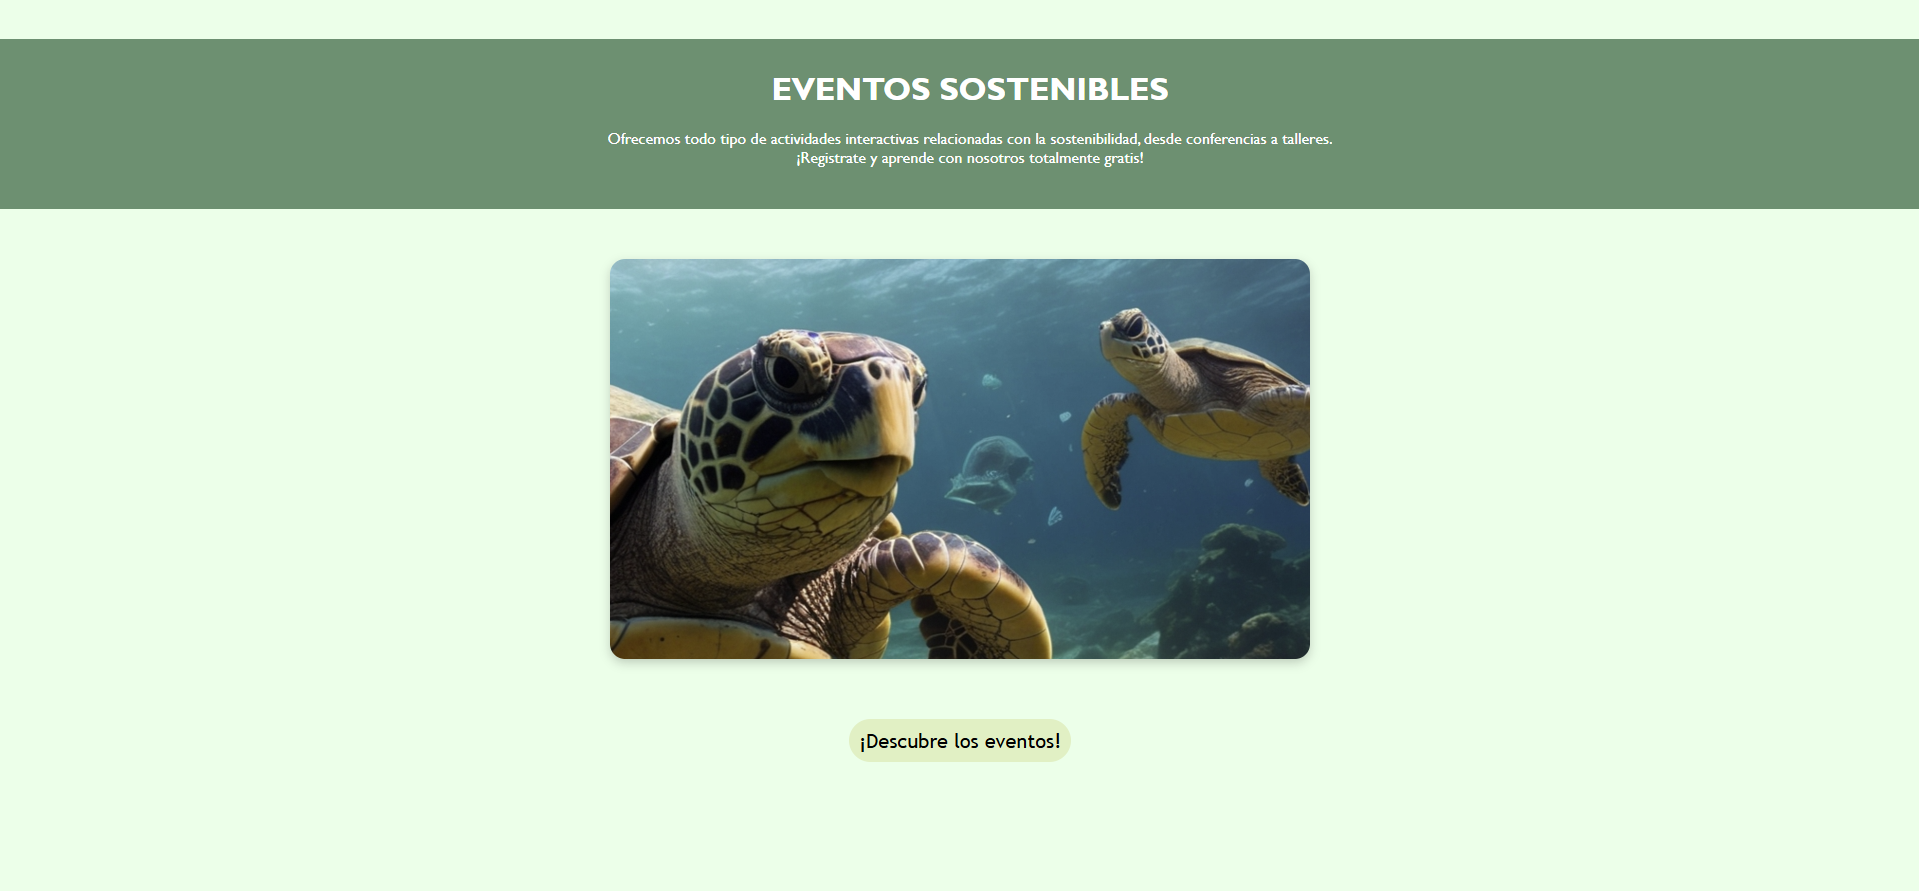 EVENTOS SOSTENIBLES
Ofrecemos todo tipo de actividades interactivas relacionadas con la sostenibilidad, desde conferencias a talleres.
¡Registrate y aprende con nosotros totalmente gratis!
¡Descubre los eventos!